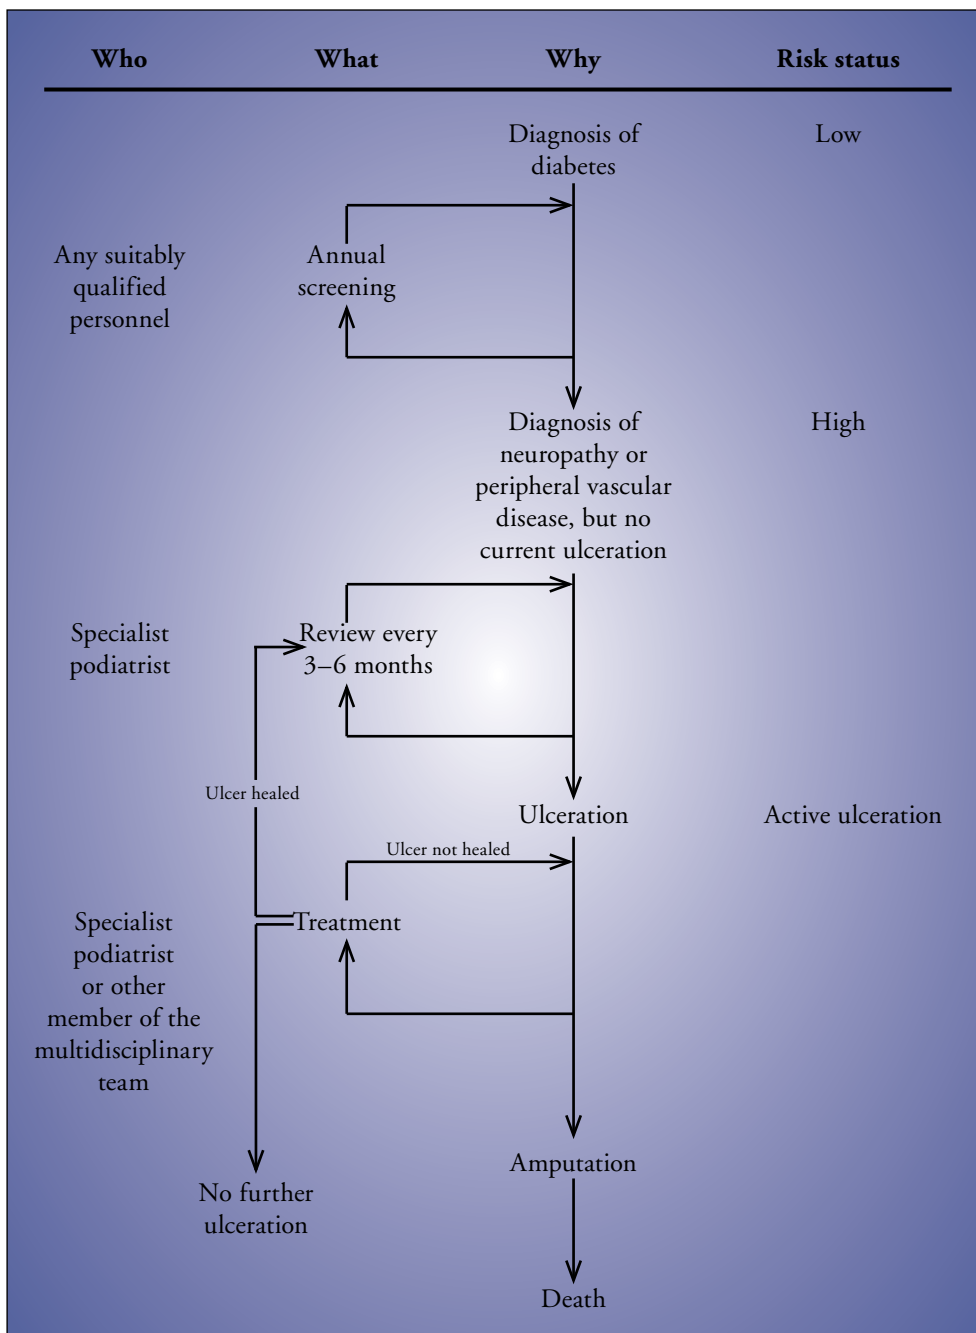 Who What Why Risk status
Diagnosis of
diabetes
Low
Any suitably
qualified
personnel
Annual
screening
Diagnosis of
neuropathy or
peripheral vascular
disease, but no
current ulceration
High
Specialist
podiatrist
Review every
3–6 months
Ulcer healed
Ulceration
Active ulceration
Ulcer not healed
Specialist
podiatrist
or other
member of the
multidisciplinary
team
Treatment
Amputation
No further
ulceration
Death